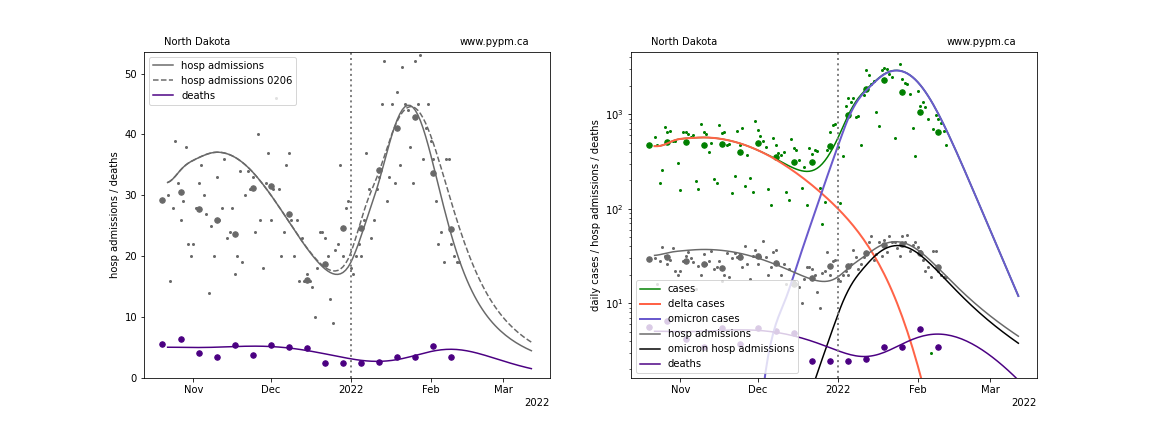 North Dakota
www.pypm.ca
hosp admissions
hosp admissions 0206
deaths
hosp admissions / deaths
50
40
30
20
10
0
Nov
Dec
2022
Feb
Mar
2022
North Dakota
www.pypm.ca
daily cases / hosp admissions / deaths
10³
10²
10¹
cases
delta cases
omicron cases
hosp admissions
omicron hosp admissions
deaths
Nov
Dec
2022
Feb
Mar
2022